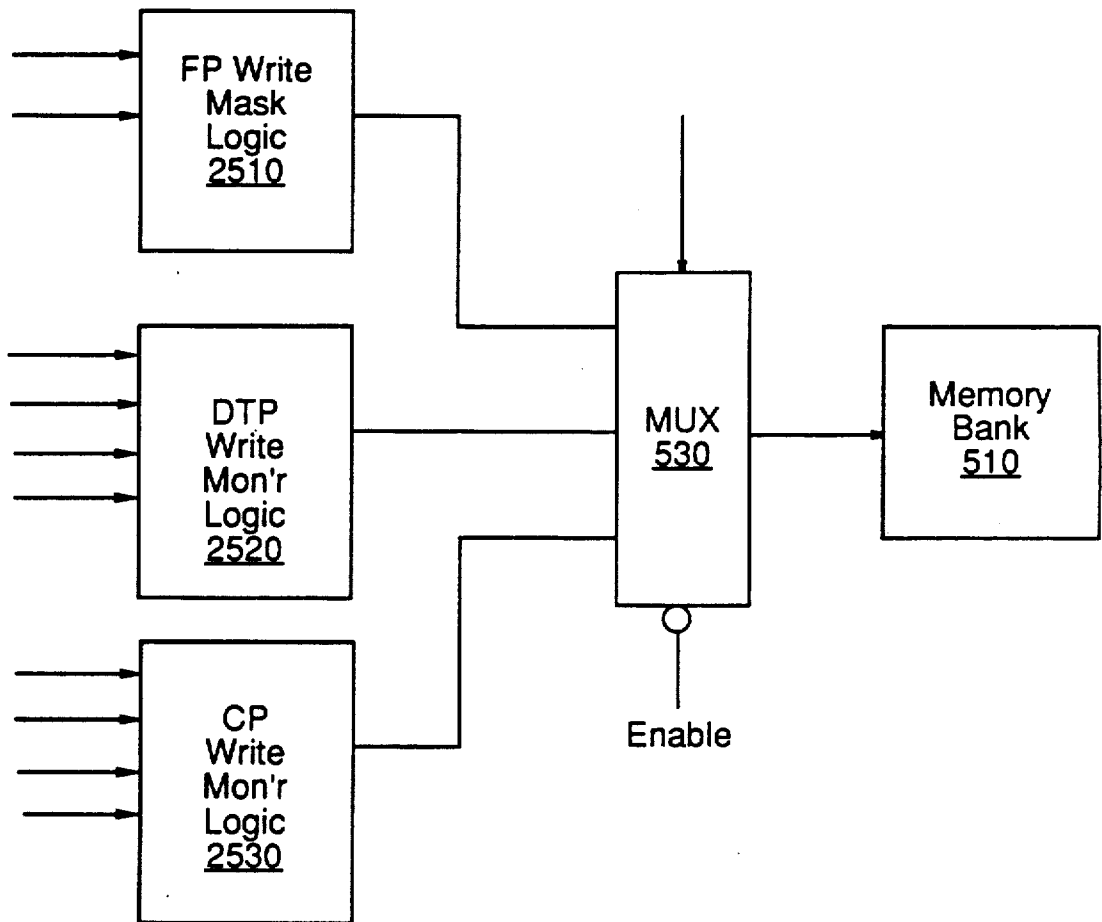 FP Write
Mask
Logic
2510
DTP
Write
Mon'r
Logic
2520
CP
Write
Mon'r
Logic
2530
MUX
530
Enable
Memory
Bank
510